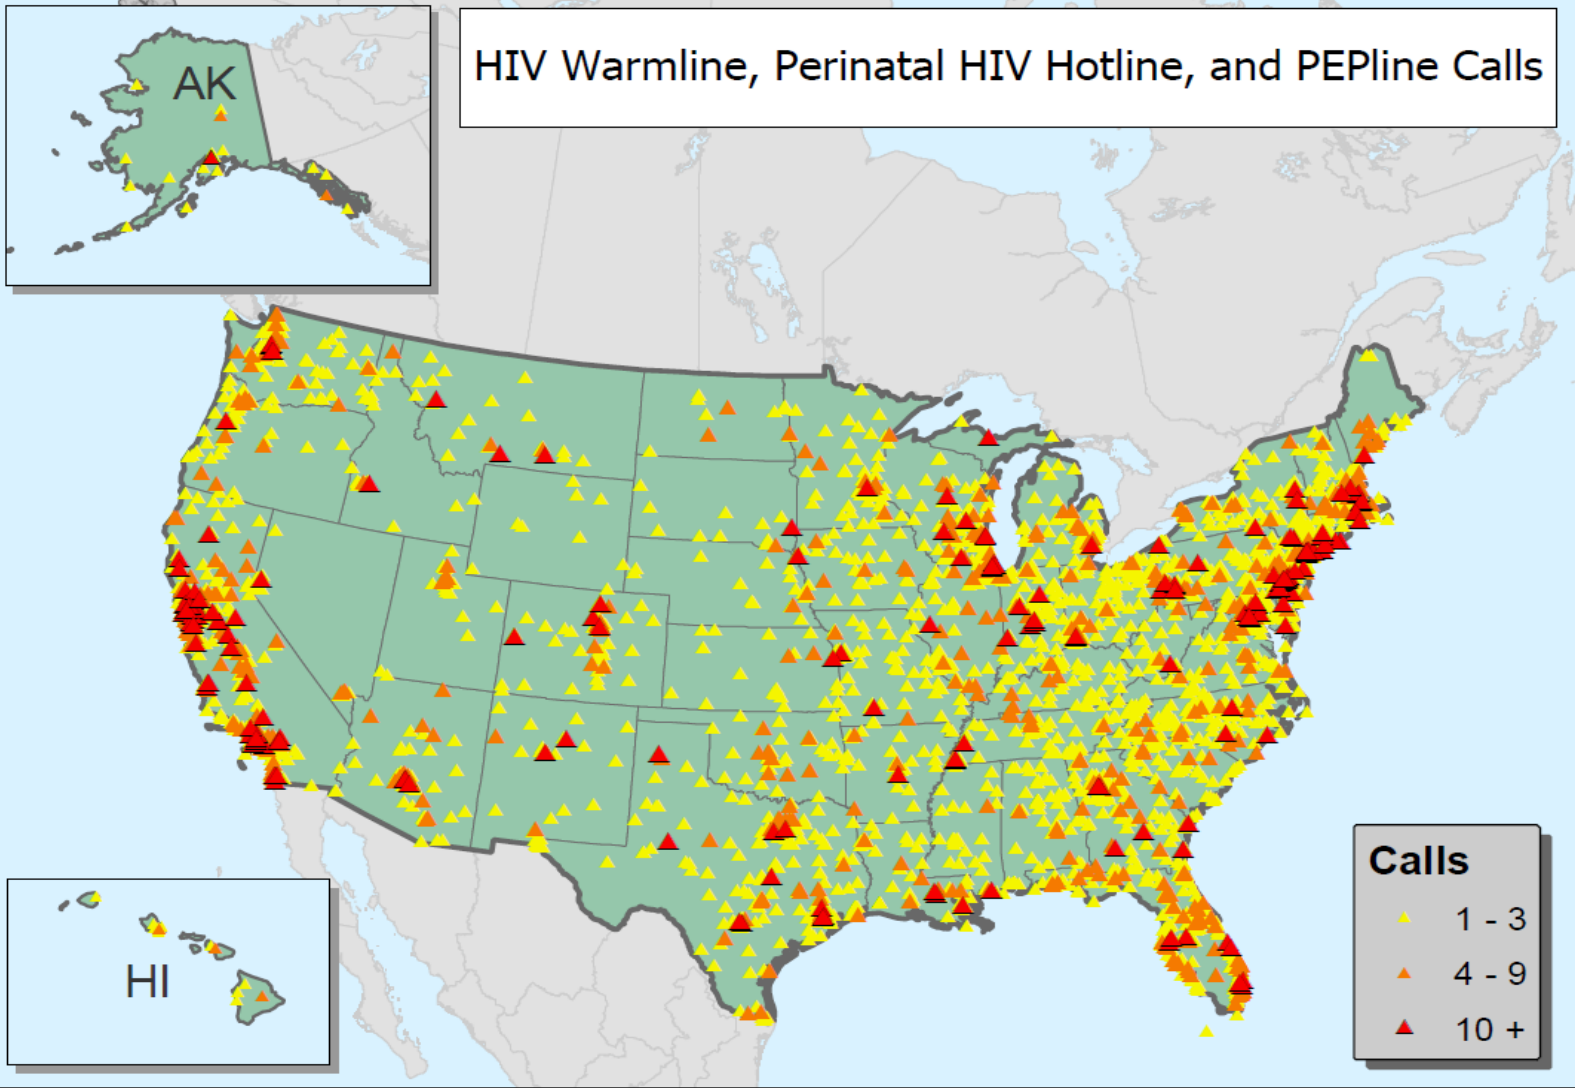 AK
HIV Warmline, Perinatal HIV Hotline, and PEPline Calls
HI
Calls
1 - 3
4 - 9
10 +